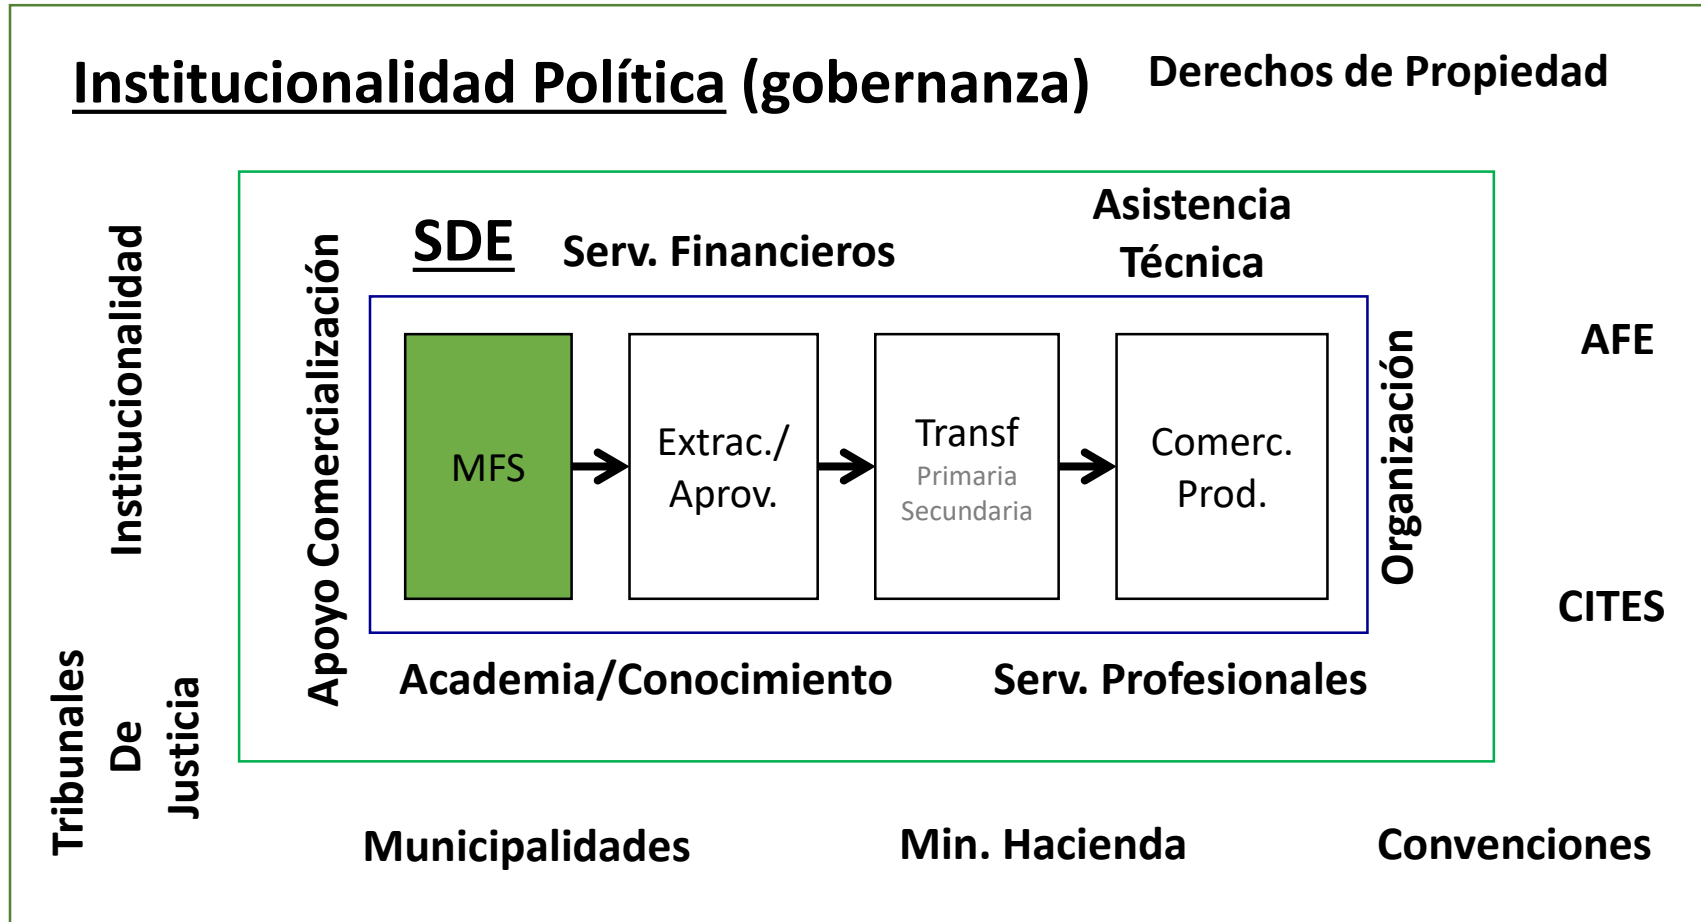 Institucionalidad Política (gobernanza)
Derechos de Propiedad
Institucionalidad
Tribunales
De
Justicia
Apoyo Comercialización
SDE
Serv. Financieros
Asistencia
Técnica
MFS
Extrac./
Aprov.
Transf
Primaria
Secundaria
Comerc.
Prod.
Organización
AFE
CITES
Academia/Conocimiento
Serv. Profesionales
Municipalidades
Min. Hacienda
Convenciones